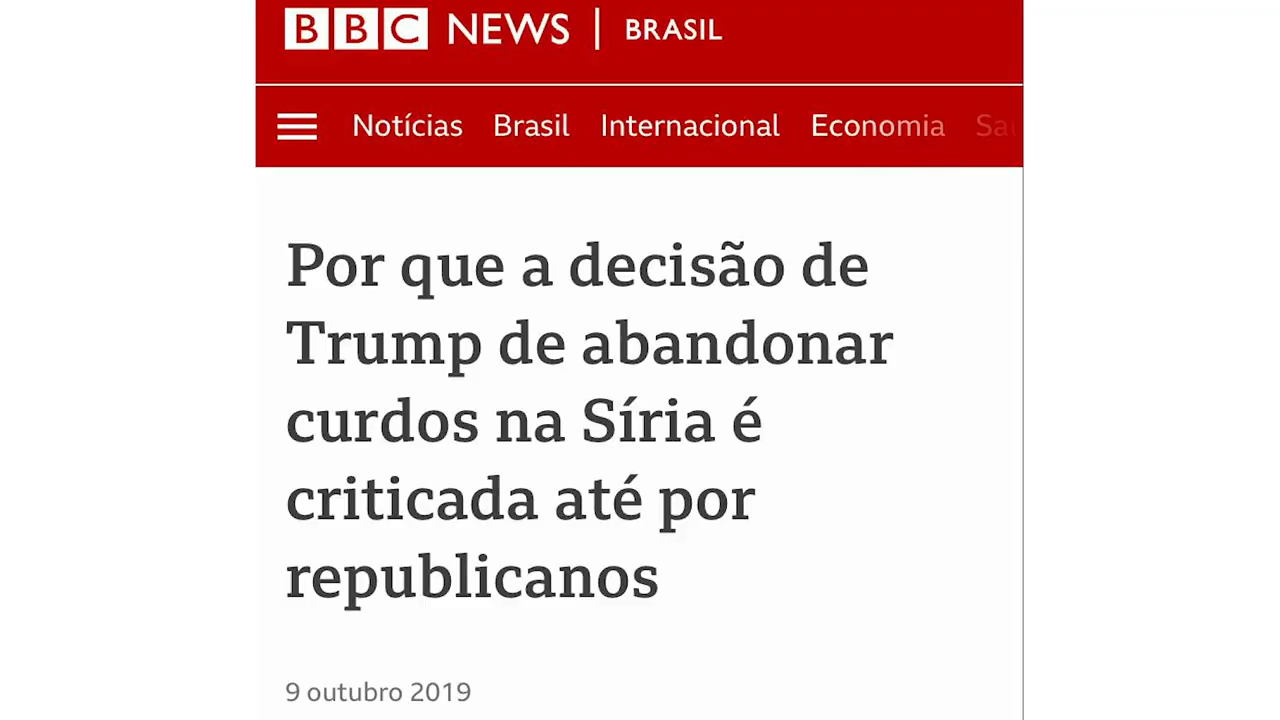 BBC NEWS | BRASIL
Notícias Brasil Internacional Economia
Por que a decisão de
Trump de abandonar
curdos na Síria é
criticada até por
republicanos
9 outubro 2019